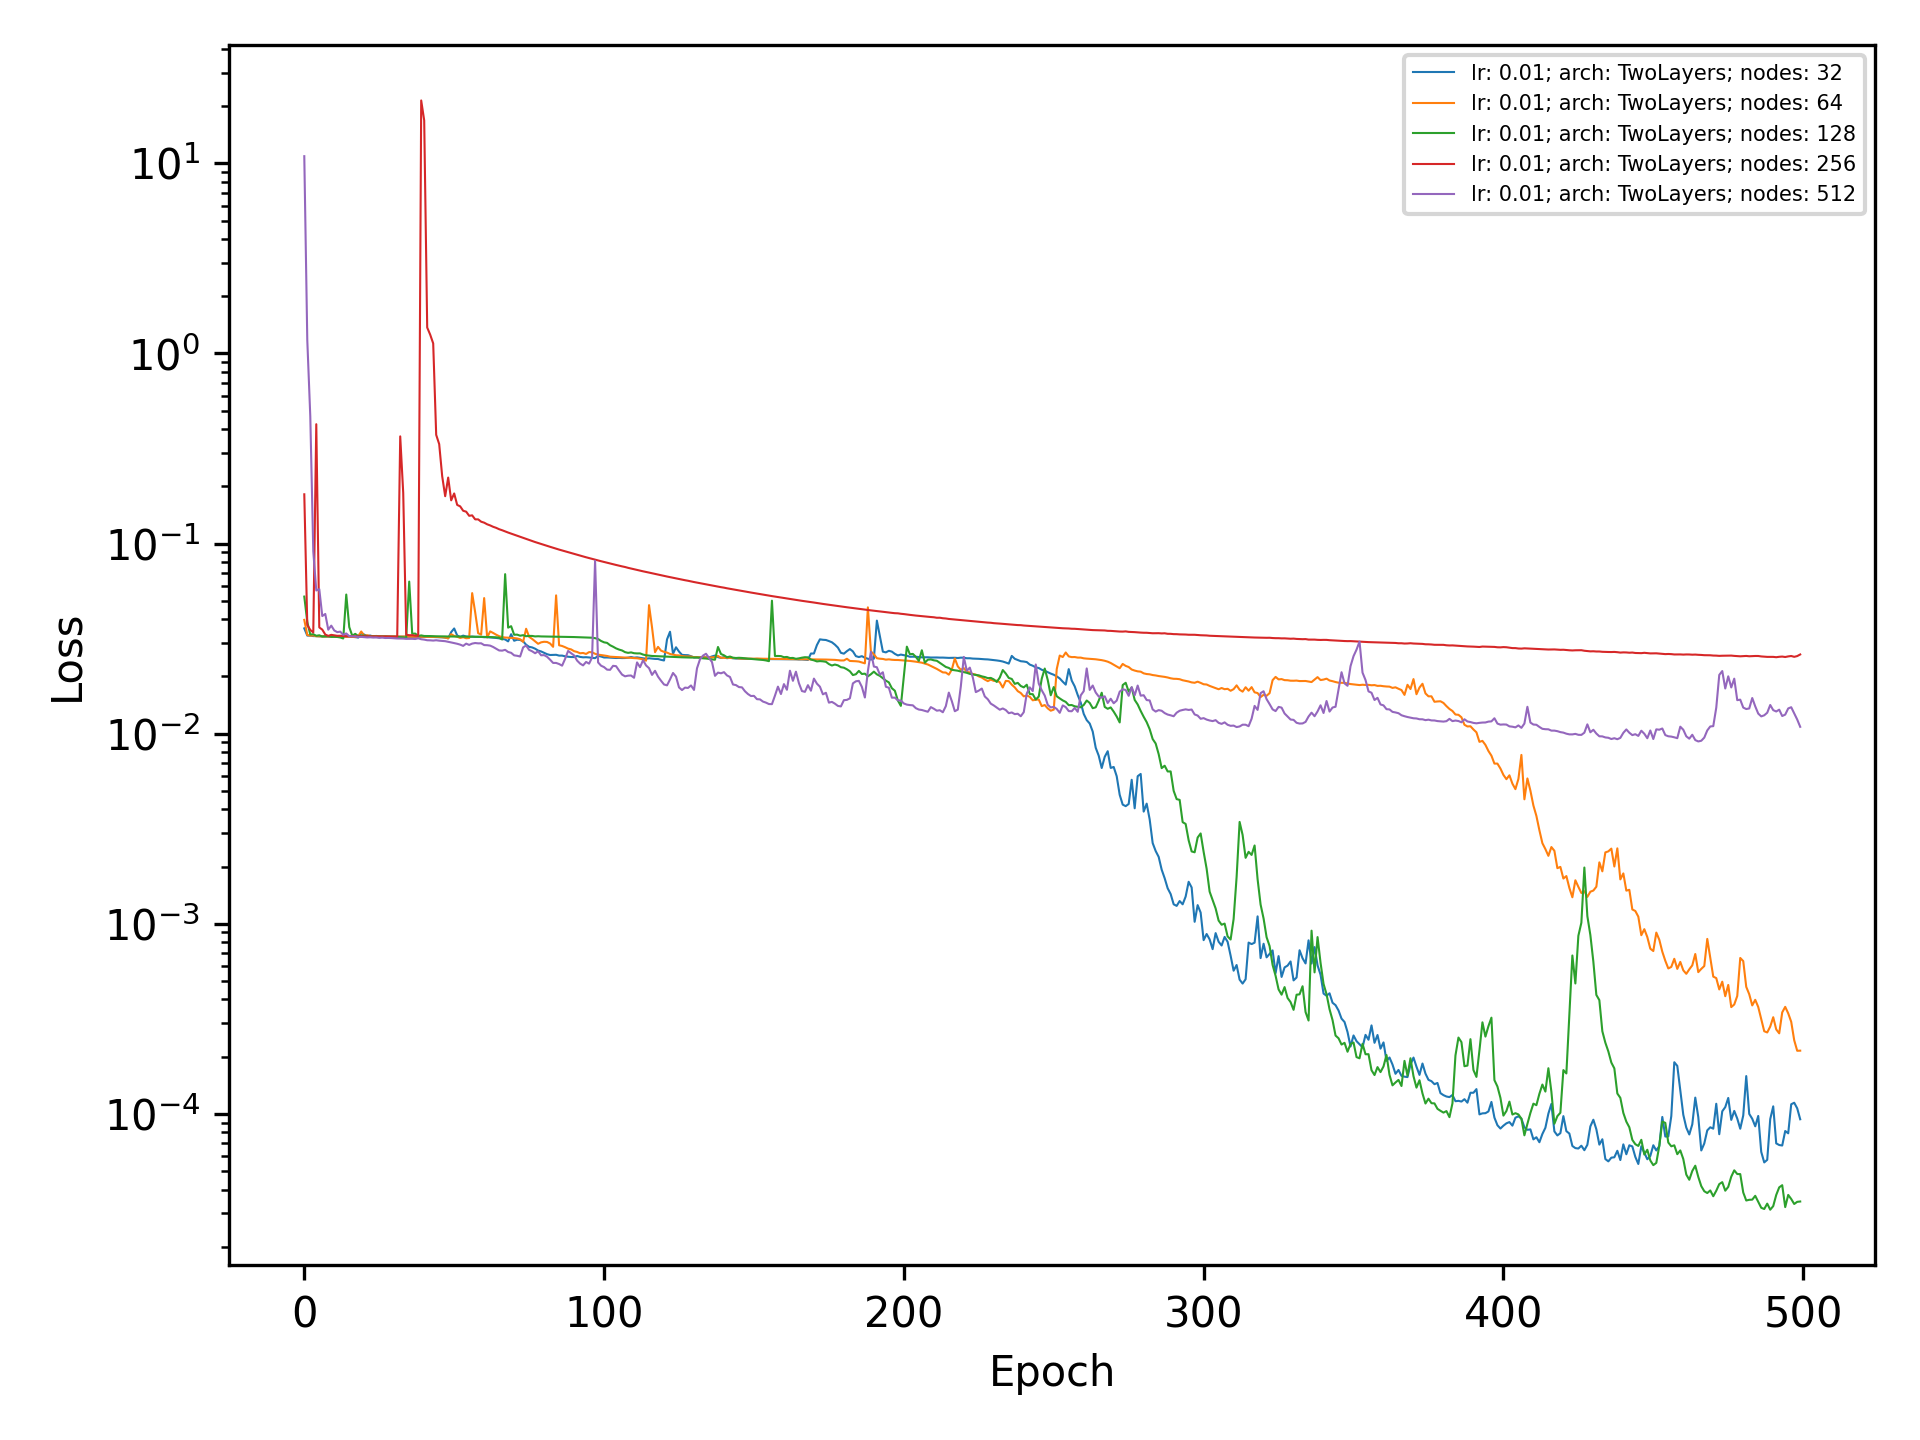 lr: 0.01; arch: TwoLayers; nodes: 32
lr: 0.01; arch: TwoLayers; nodes: 64
lr: 0.01; arch: TwoLayers; nodes: 128
lr: 0.01; arch: TwoLayers; nodes: 256
lr: 0.01; arch: TwoLayers; nodes: 512
10¹
10⁰
10⁻¹
10⁻²
10⁻³
10⁻⁴
Loss
0 100 200 300 400 500
Epoch